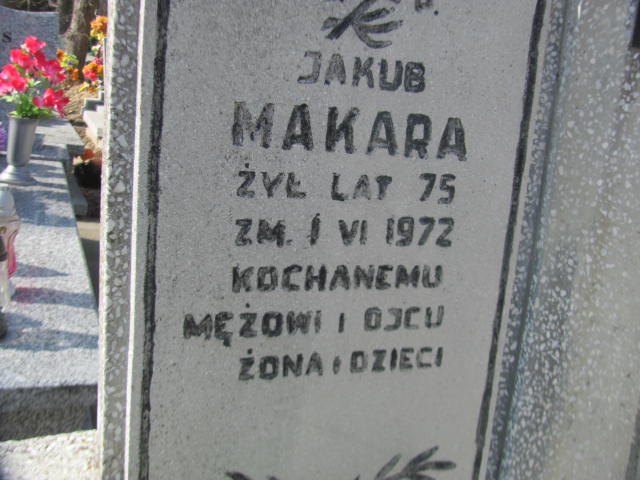 JAKUB
MAKARA
ŻYŁ LAT 75
ZM. 1 VI 1972
KOCHANEMU
MĘŻOWI I OJCU
ŻONA I DZIECI